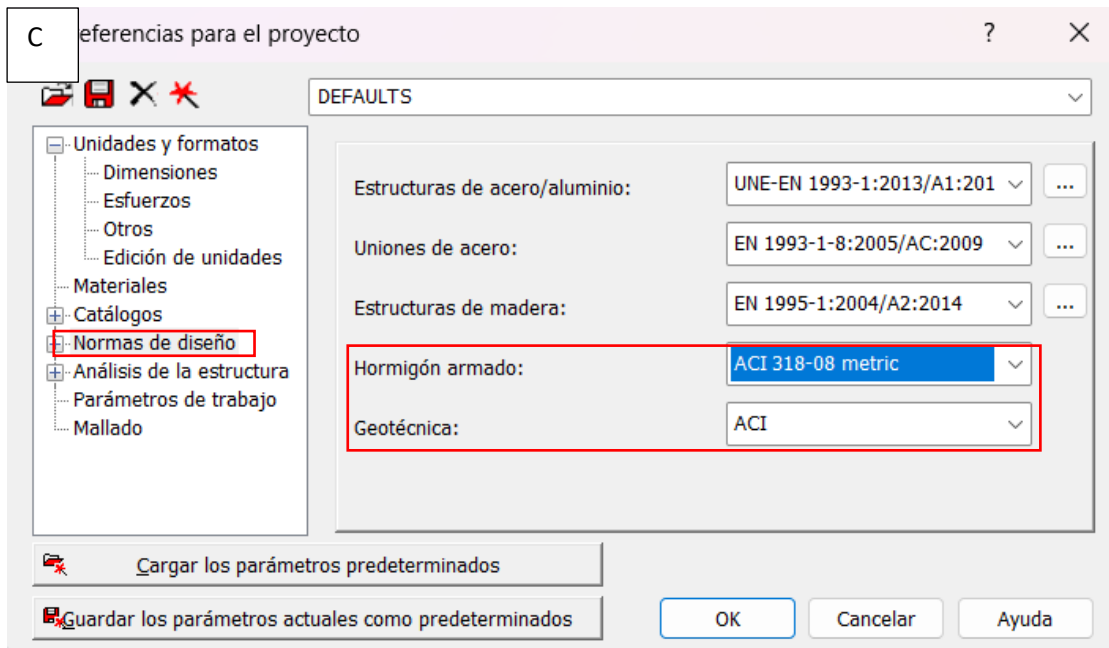 C
eferencias para el proyecto
?
DEFAULTS
Unidades y formatos
Dimensiones
Esfuerzos
Otros
Edición de unidades
Materiales
Catálogos
Normas de diseño
Análisis de la estructura
Parámetros de trabajo
Mallado
Estructuras de acero/aluminio:
UNE-EN 1993-1:2013/A1:201
...
Uniones de acero:
EN 1993-1-8:2005/AC:2009
...
Estructuras de madera:
EN 1995-1:2004/A2:2014
...
Hormigón armado:
ACI 318-08 metric
Geotécnica:
ACI
Cargar los parámetros predeterminados
Guardar los parámetros actuales como predeterminados
OK
Cancelar
Ayuda